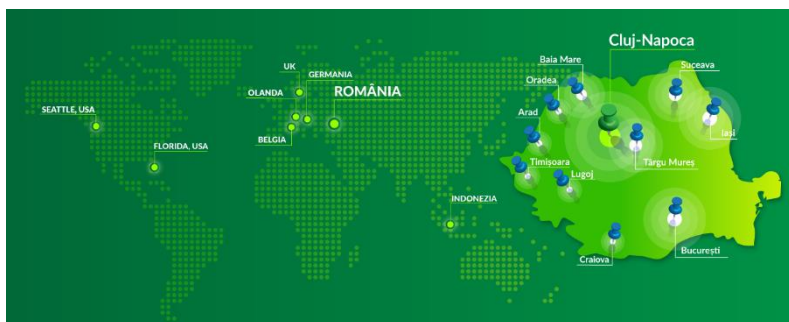 Cluj-Napoca
Baia Mare
Suceava
UK
GERMANIA
Oradea
OLANDA
ROMÂNIA
SEATTLE, USA
Arad
Iași
BELGIA
FLORIDA, USA
Timișoara
Târgu Mureș
Lugoj
INDONEZIA
București
Craiova